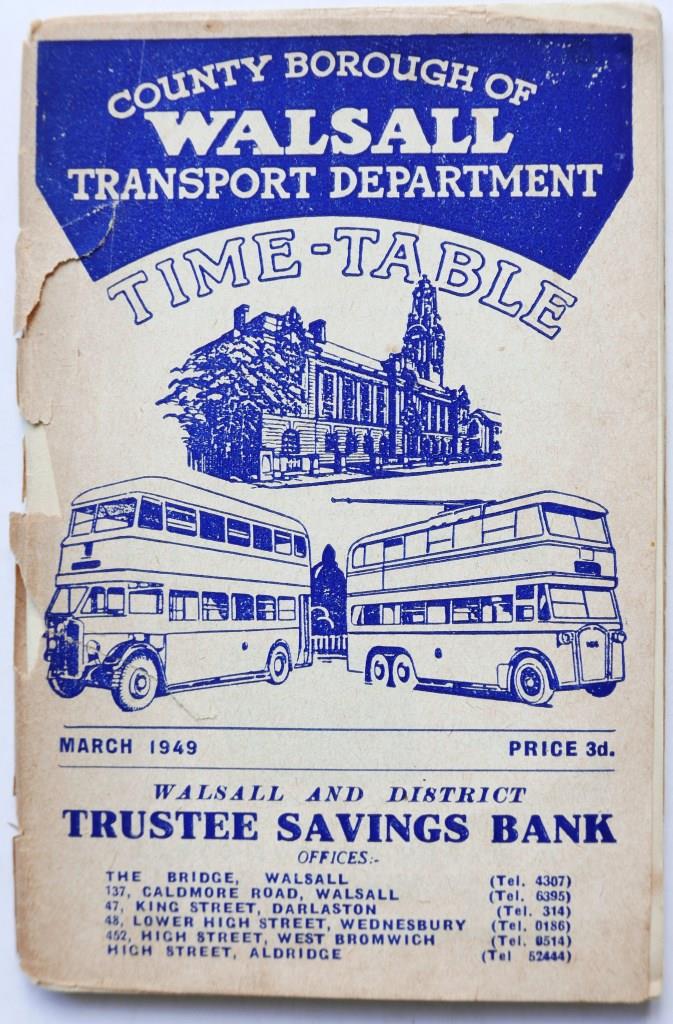 COUNTY BOROUGH OF
WALSALL
TRANSPORT DEPARTMENT
TIME-TABLE
MARCH 1949 PRICE 3d.
WALSALL AND DISTRICT
TRUSTEE SAVINGS BANK
OFFICES:-
THE BRIDGE, WALSALL (Tel. 4307)
137, CALDMORE ROAD, WALSALL (Tel. 6395)
47, KING STREET, DARLASTON (Tel. 314)
48, LOWER HIGH STREET, WEDNESBURY (Tel. 0186)
452, HIGH STREET, WEST BROMWICH (Tel. 0514)
HIGH STREET, ALDRIDGE (Tel 52444)